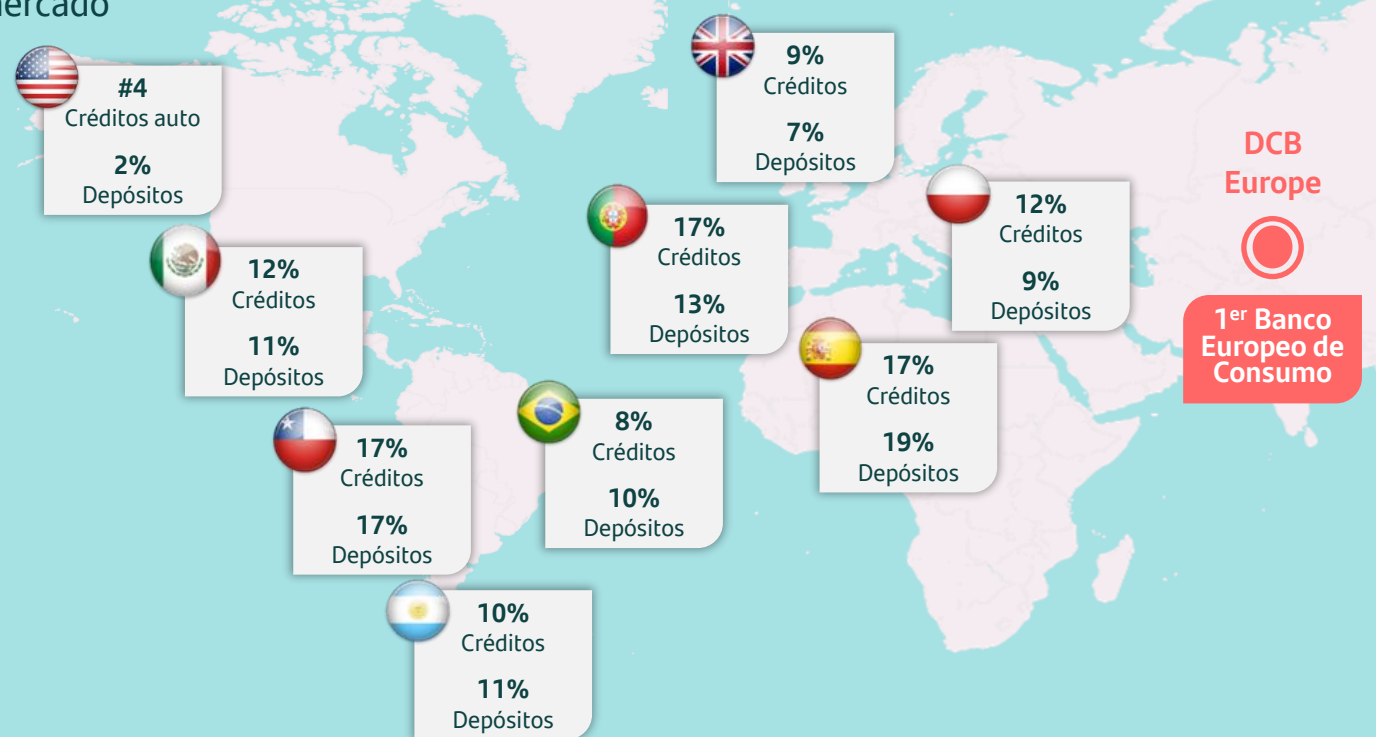 mercado
#4
Créditos auto
2%
Depósitos
12%
Créditos
11%
Depósitos
17%
Créditos
17%
Depósitos
10%
Créditos
11%
Depósitos
8%
Créditos
10%
Depósitos
9%
Créditos
7%
Depósitos
17%
Créditos
13%
Depósitos
12%
Créditos
9%
Depósitos
17%
Créditos
19%
Depósitos
DCB
Europe
1er Banco
Europeo de
Consumo